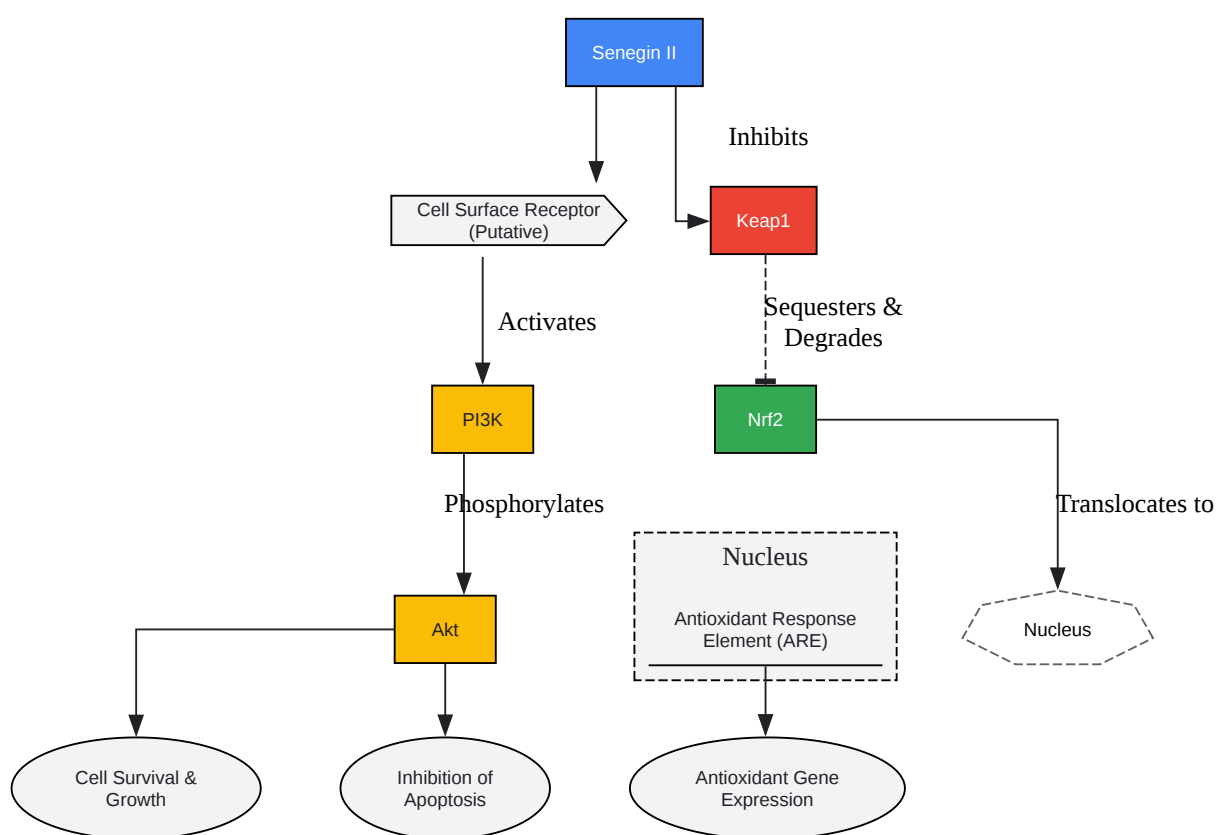 Senegin II
Inhibits
Cell Surface Receptor
(Putative)
Keap1
Sequesters &
Degrades
Activates
PI3K
Nrf2
Phosphorylates
Translocates to
Nucleus
Antioxidant Response
Element (ARE)
Akt
Nucleus
Cell Survival &
Growth
Inhibition of
Apoptosis
Antioxidant Gene
Expression